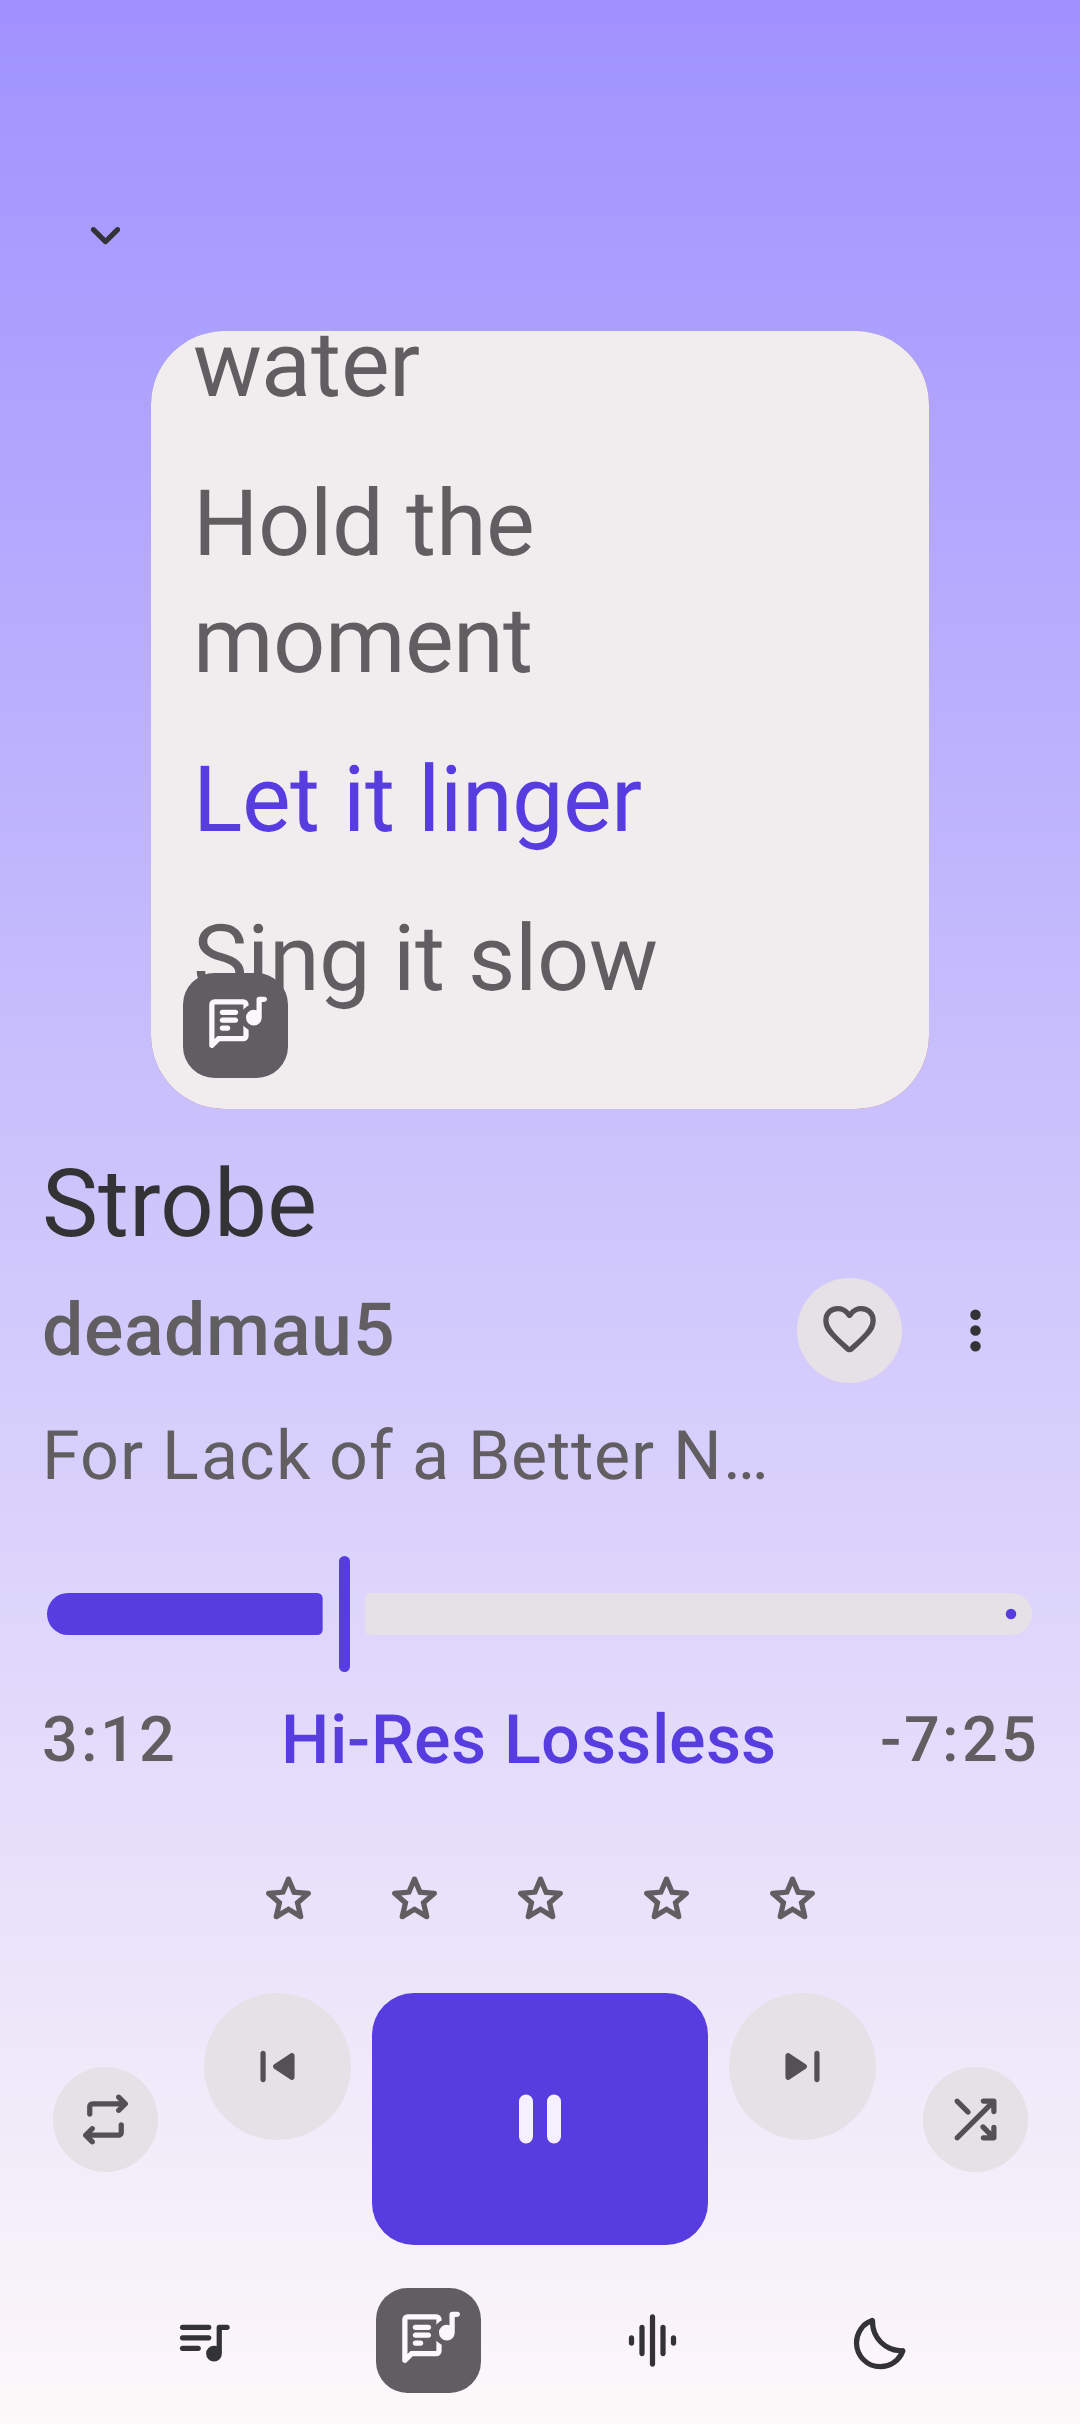 water
Hold the
moment
Let it linger
Sing it slow
Strobe
deadmau5
For Lack of a Better N…
3:12
Hi-Res Lossless
-7:25